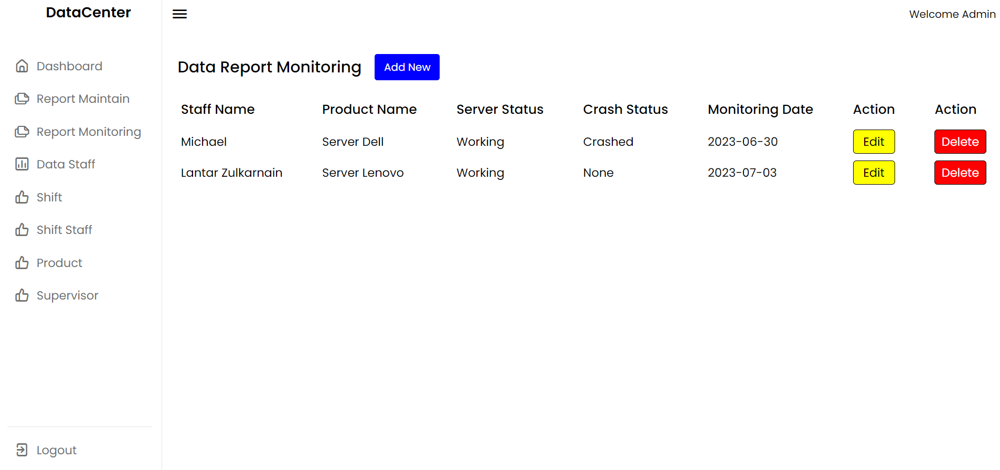 DataCenter
Welcome Admin
Dashboard
Report Maintain
Report Monitoring
Data Staff
Shift
Shift Staff
Product
Supervisor
Logout
Data Report Monitoring Add New
Staff Name Product Name Server Status Crash Status Monitoring Date Action Action
Michael Server Dell Working Crashed 2023-06-30 Edit Delete
Lantar Zulkarnain Server Lenovo Working None 2023-07-03 Edit Delete